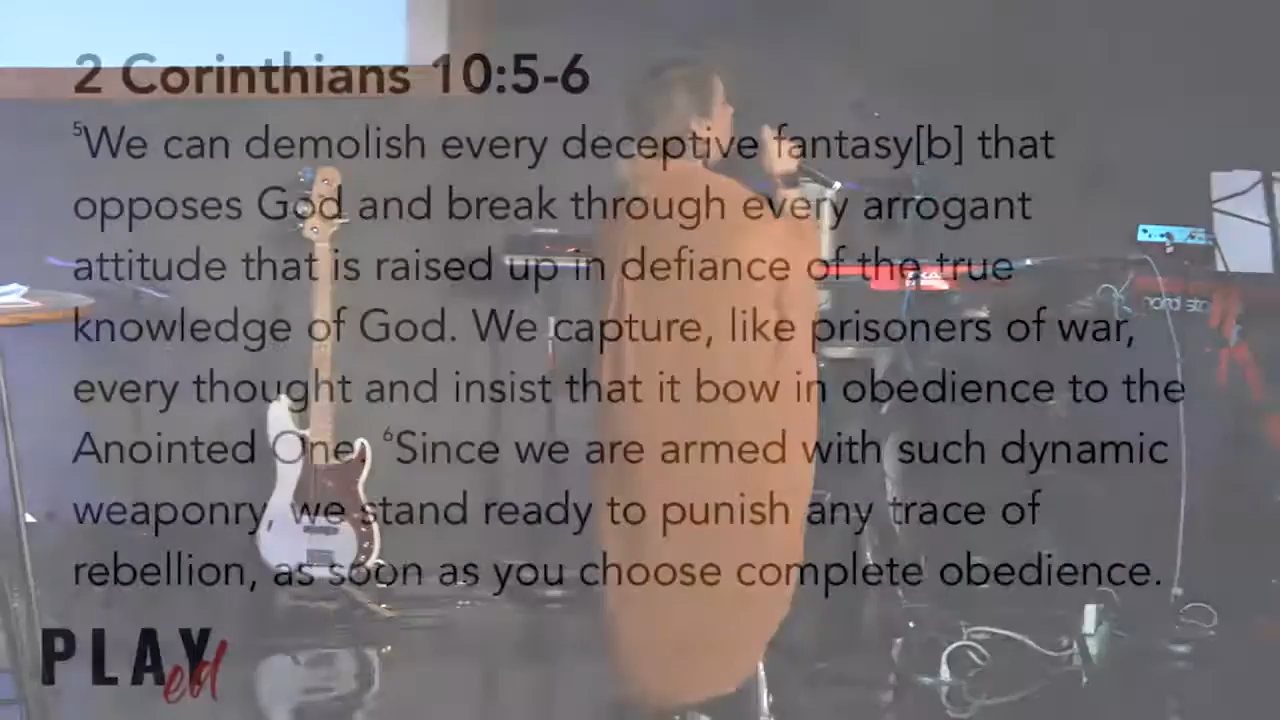 2 Corinthians 10:5-6
⁵We can demolish every deceptive fantasy[b] that
opposes God and break through every arrogant
attitude that is raised up in defiance of the true
knowledge of God. We capture, like prisoners of war,
every thought and insist that it bow in obedience to the
Anointed One. ⁶Since we are armed with such dynamic
weaponry, we stand ready to punish any trace of
rebellion, as soon as you choose complete obedience.
PLAYed